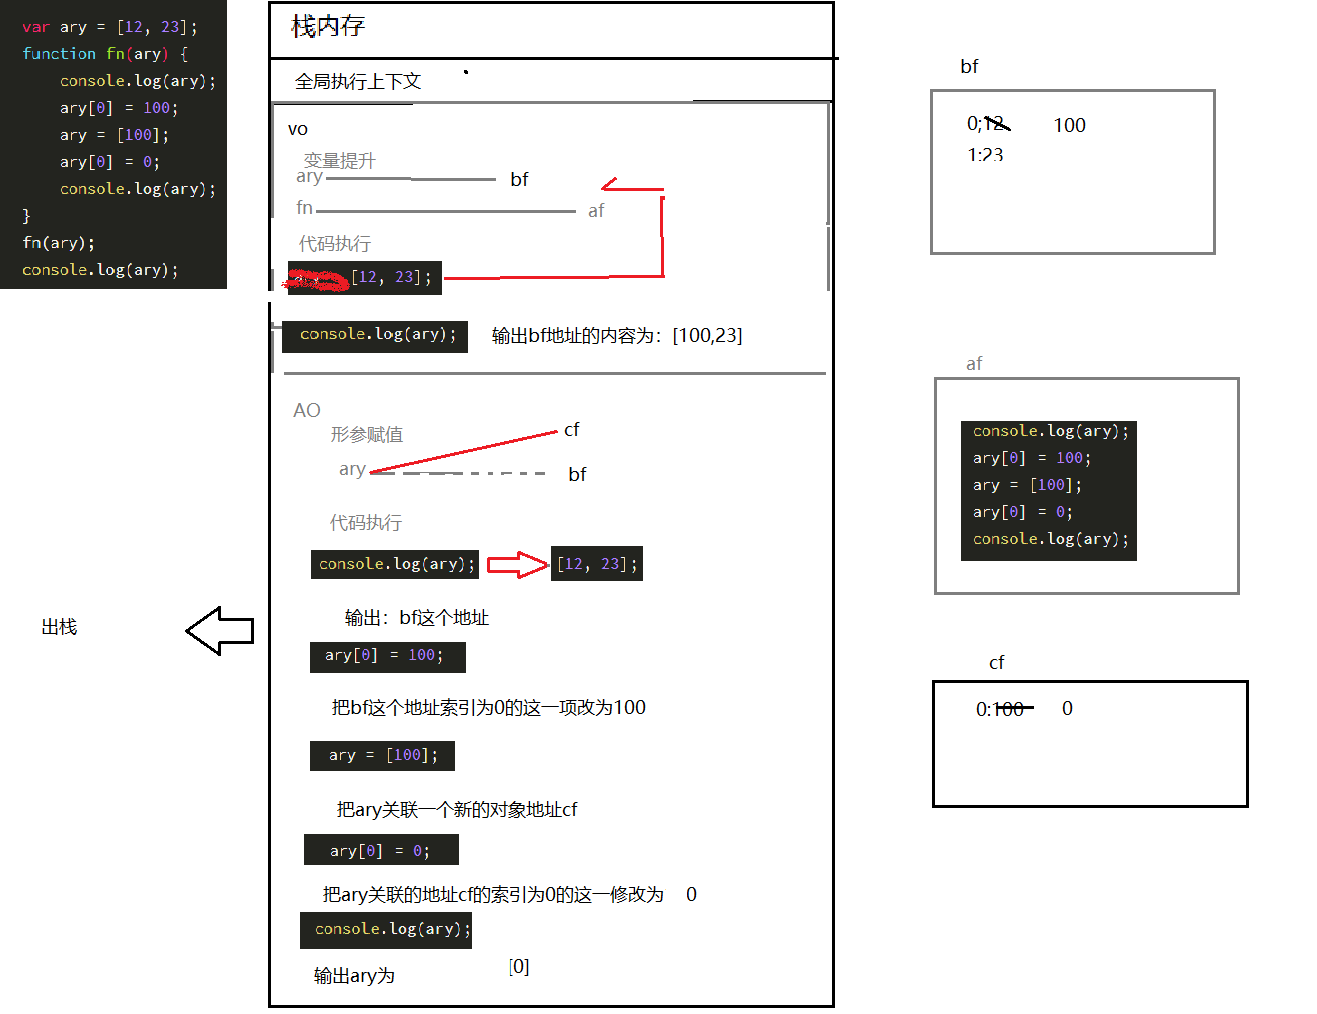 var ary = [12, 23];
function fn(ary) {
console.log(ary);
ary[0] = 100;
ary = [100];
ary[0] = 0;
console.log(ary);
}
fn(ary);
console.log(ary);
栈内存
全局执行上下文
vo
变量提升
ary
bf
fn
af
代码执行
[12, 23];
console.log(ary);
输出bf地址的内容为：[100,23]
AO
形参赋值
cf
ary
bf
代码执行
console.log(ary);
[12, 23];
输出：bf这个地址
ary[0] = 100;
把bf这个地址索引为0的这一项改为100
ary = [100];
把ary关联一个新的对象地址cf
ary[0] = 0;
把ary关联的地址cf的索引为0的这一修改为 0
console.log(ary);
输出ary为
[0]
出栈
bf
0;12 100
1:23
af
console.log(ary);
ary[0] = 100;
ary = [100];
ary[0] = 0;
console.log(ary);
cf
0:100 0